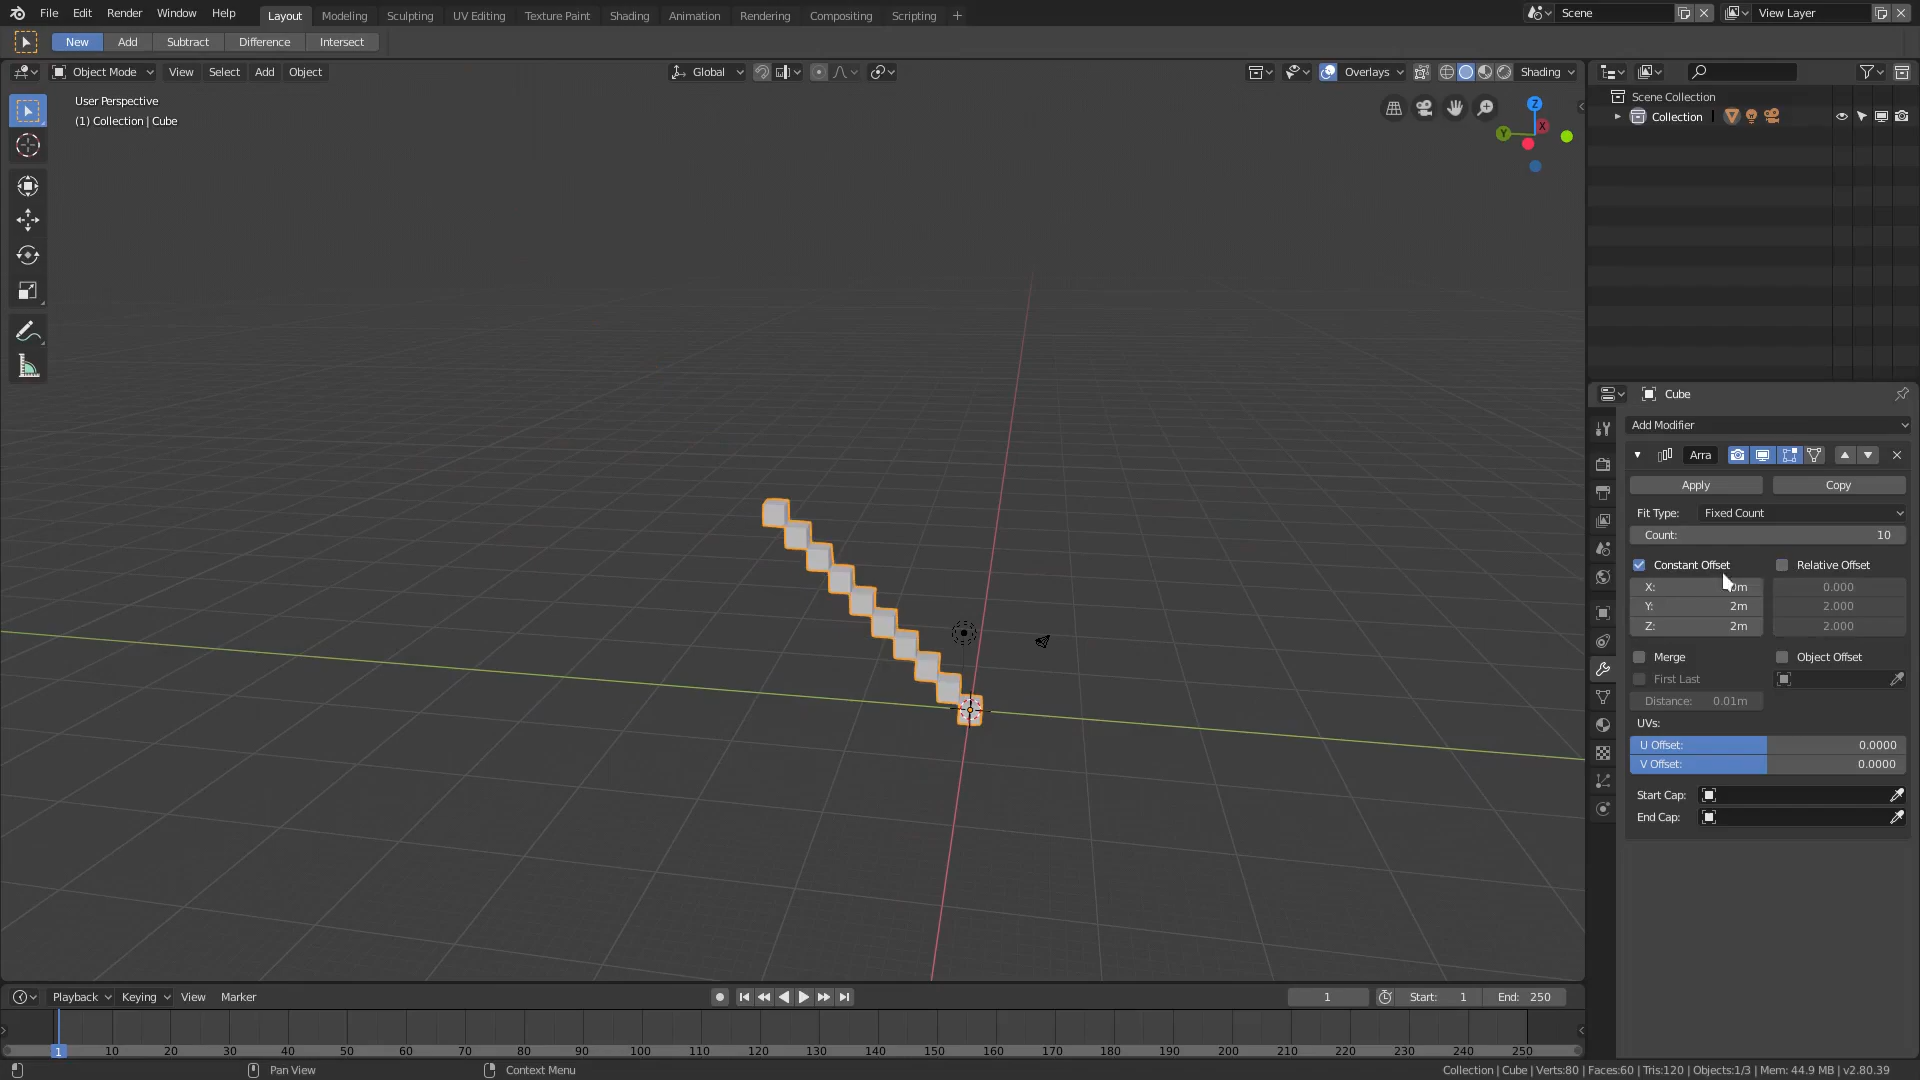 File Edit Render Window Help Layout Modeling Sculpting UV Editing Texture Paint Shading Animation Rendering Compositing Scripting + Scene View Layer
New Add Subtract Difference Intersect
Object Mode View Select Add Object Global Overlays Shading
User Perspective
(1) Collection | Cube
Z
X
Y
Scene Collection
Collection
Cube
Add Modifier
Arra
Apply Copy
Fit Type: Fixed Count
Count: 10
Constant Offset Relative Offset
X: m 0.000
Y: 2m 2.000
Z: 2m 2.000
Merge Object Offset
First Last
Distance: 0.01m
UVs:
U Offset: 0.0000
V Offset: 0.0000
Start Cap:
End Cap:
Playback Keying View Marker 1 Start: 1 End: 250
1 10 20 30 40 50 60 70 80 90 100 110 120 130 140 150 160 170 180 190 200 210 220 230 240 250
Pan View Context Menu Collection | Cube | Verts:80 | Faces:60 | Tris:120 | Objects:1/3 | Mem: 44.9 MB | v2.80.39